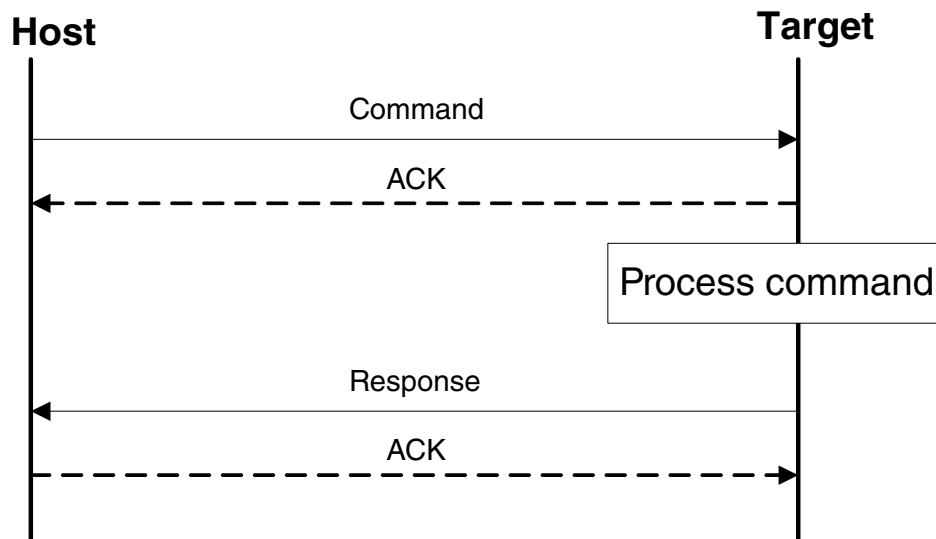 Host
Target
Command
ACK
Process command
Response
ACK